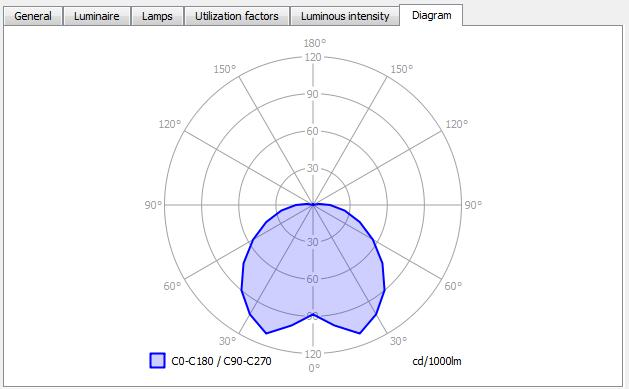 General Luminaire Lamps Utilization factors Luminous intensity Diagram
180°
150° 120 150°
90
120° 60 120°
30
90° 90°
30
60° 60 60°
90
30° 30°
120
C0-C180 / C90-C270 0° cd/1000lm